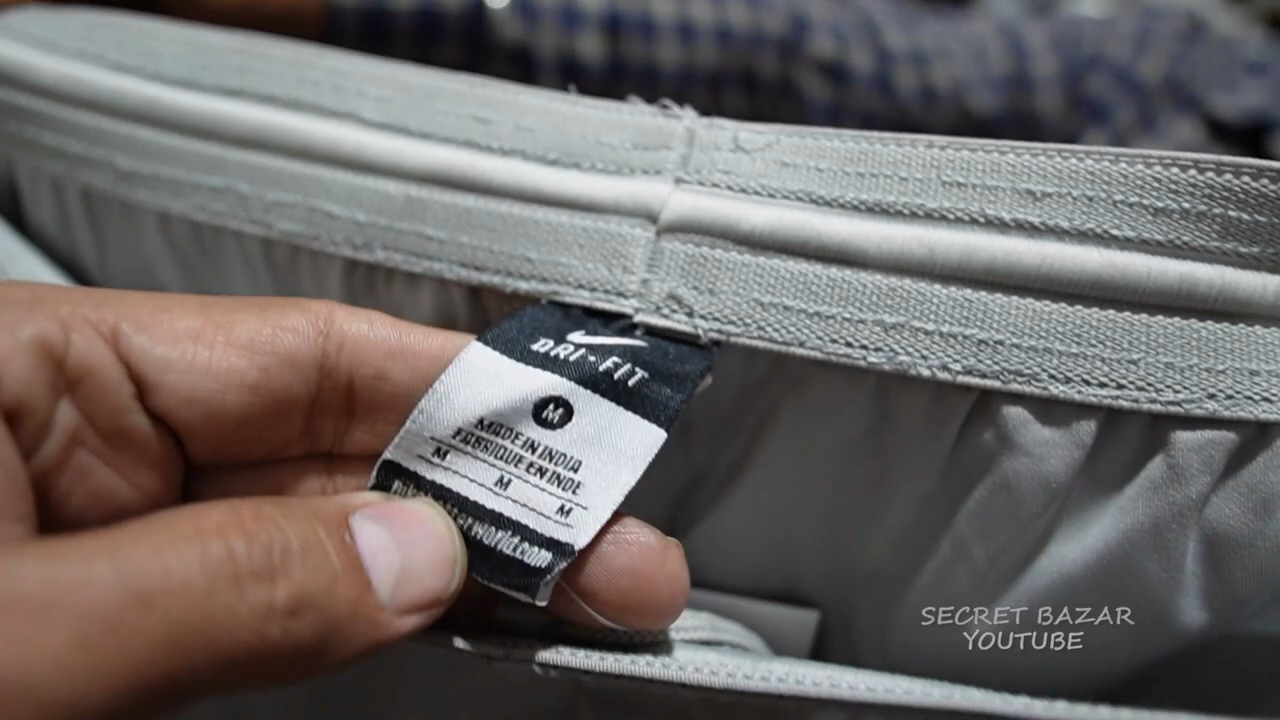 DRI-FIT
M
MADE IN INDIA
FABRIQUE EN INDE
M M M
SECRET BAZAR
YOUTUBE